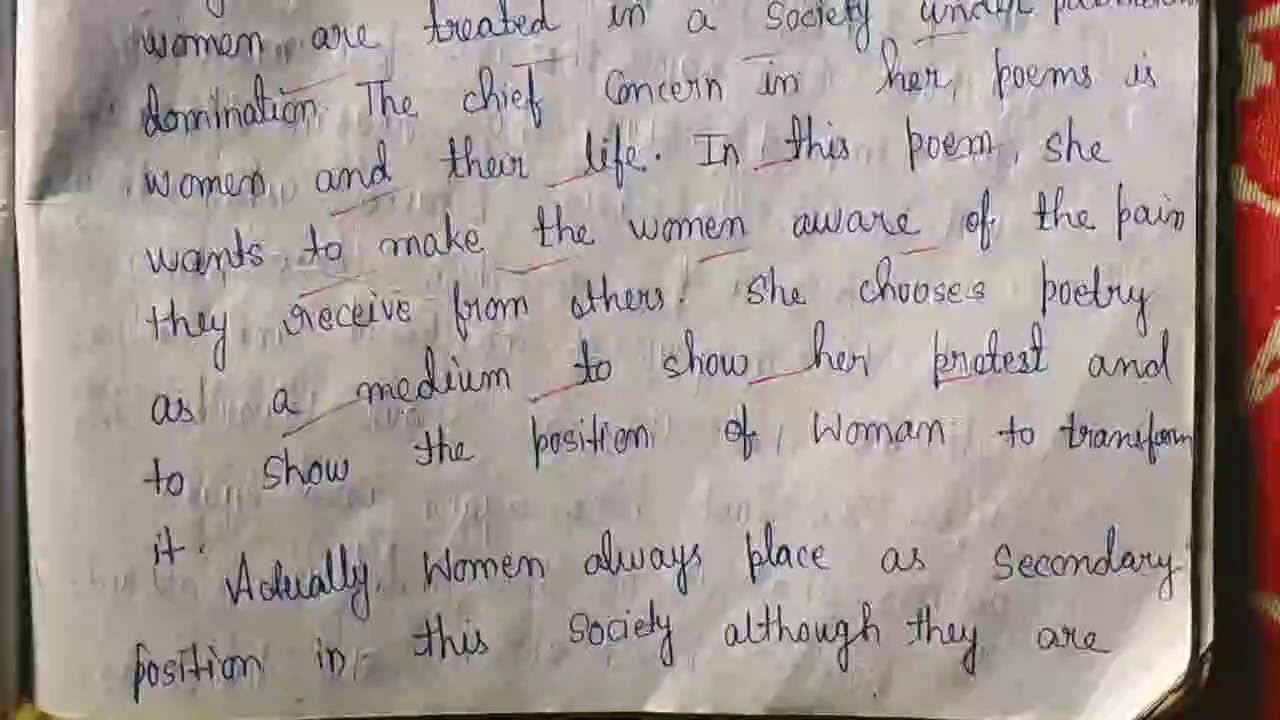 women are treated in a society under
domination. The chief concern in her poems is
women and their life. In this poem, she
wants to make the women aware of the pain
they receive from others. She chooses poetry
as a medium to show her protest and
to show the position of Woman to transform
it.
Actually, Women always place as Secondary
position in this society although they are